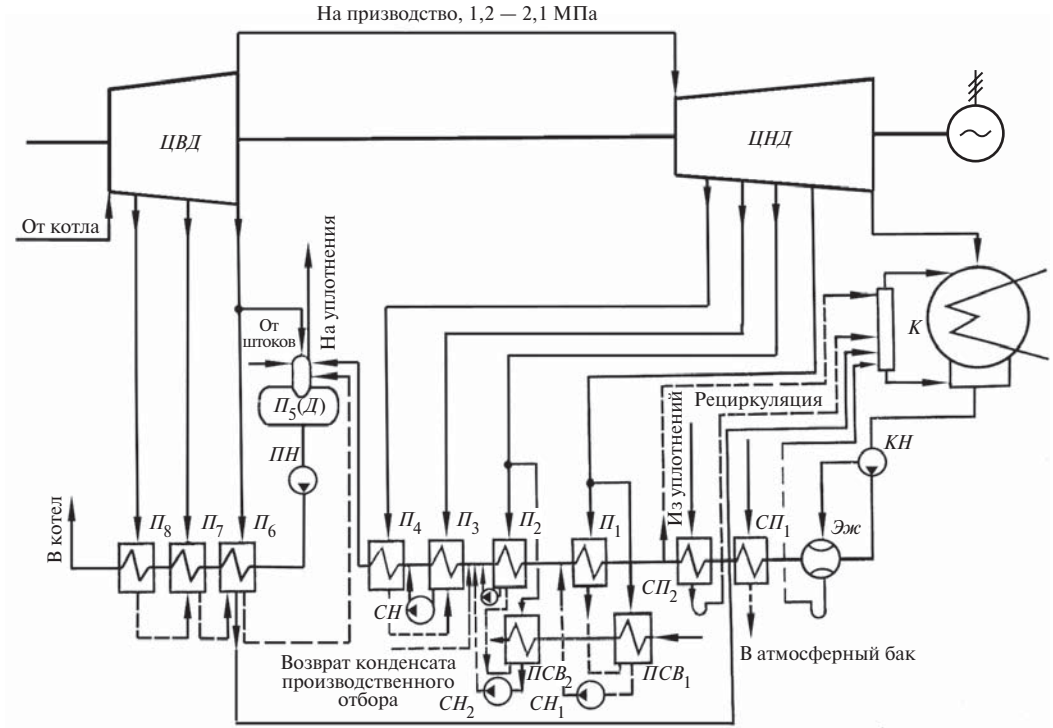 На призводство, 1,2 — 2,1 МПа
ЦВД
ЦНД
От котла
На уплотнения
От
штоков
К
П5(Д)
Рециркуляция
Из уплотнений
ПН
КН
В котел
П8
П7
П6
П4
П3
П2
П1
СП1
Эж
СП2
СН
Возврат конденсата
производственного
отбора
ПСВ2
ПСВ1
В атмосферный бак
СН2
СН1